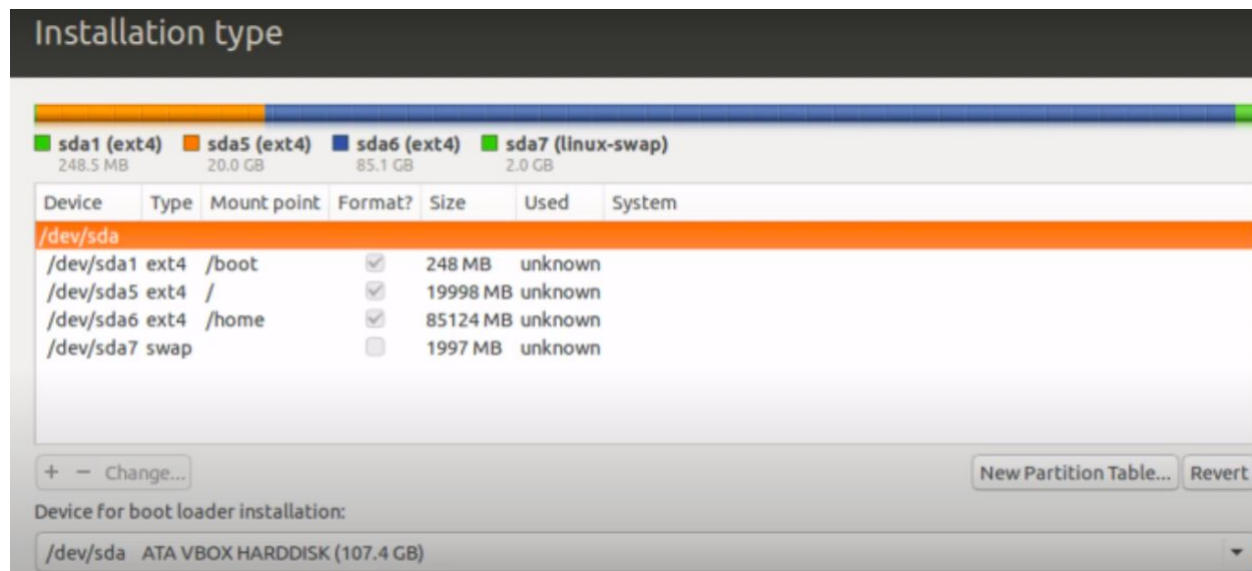 Installation type
sda1 (ext4) sda5 (ext4) sda6 (ext4) sda7 (linux-swap)
248.5 MB 20.0 GB 85.1 GB 2.0 GB
Device Type Mount point Format? Size Used System
/dev/sda
/dev/sda1 ext4 /boot 248 MB unknown
/dev/sda5 ext4 / 19998 MB unknown
/dev/sda6 ext4 /home 85124 MB unknown
/dev/sda7 swap 1997 MB unknown
+ − Change... New Partition Table... Revert
Device for boot loader installation:
/dev/sda ATA VBOX HARDDISK (107.4 GB)